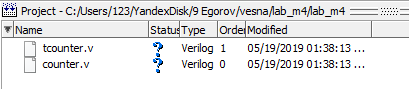 Project - C:/Users/123/YandexDisk/9 Egorov/vesna/lab_m4/lab_m4
Name Status Type Order Modified
tcounter.v ? Verilog 1 05/19/2019 01:38:13 ...
counter.v ? Verilog 0 05/19/2019 01:38:13 ...